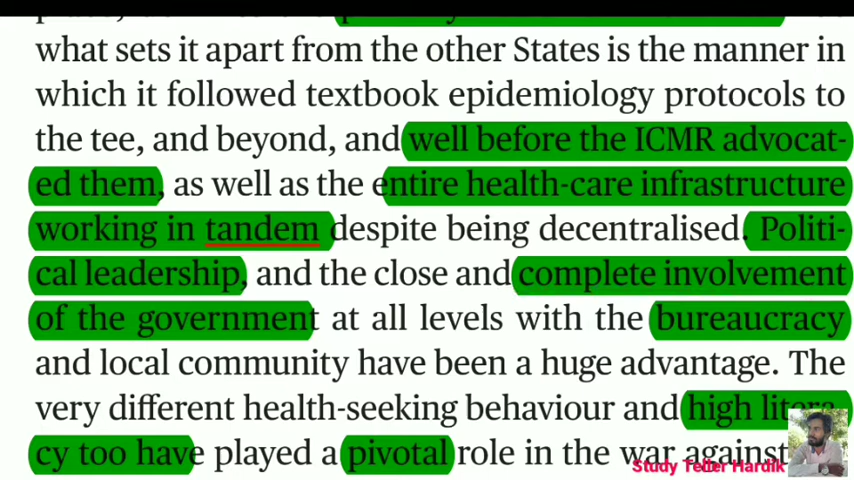 what sets it apart from the other States is the manner in
which it followed textbook epidemiology protocols to
the tee, and beyond, and well before the ICMR advocat-
ed them, as well as the entire health-care infrastructure
working in tandem despite being decentralised. Politi-
cal leadership, and the close and complete involvement
of the government at all levels with the bureaucracy
and local community have been a huge advantage. The
very different health-seeking behaviour and high litera-
cy too have played a pivotal role in the war against
Study Teller Hardik